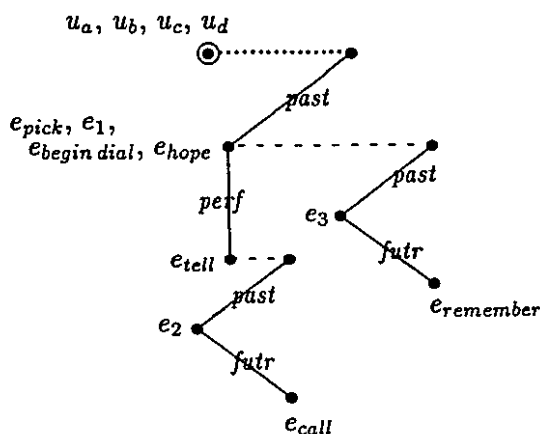 u_a, u_b, u_c, u_d
past
e_pick, e_1,
e_begin dial, e_hope
past
perf
e_3
futr
e_tell
past
e_remember
e_2
futr
e_call